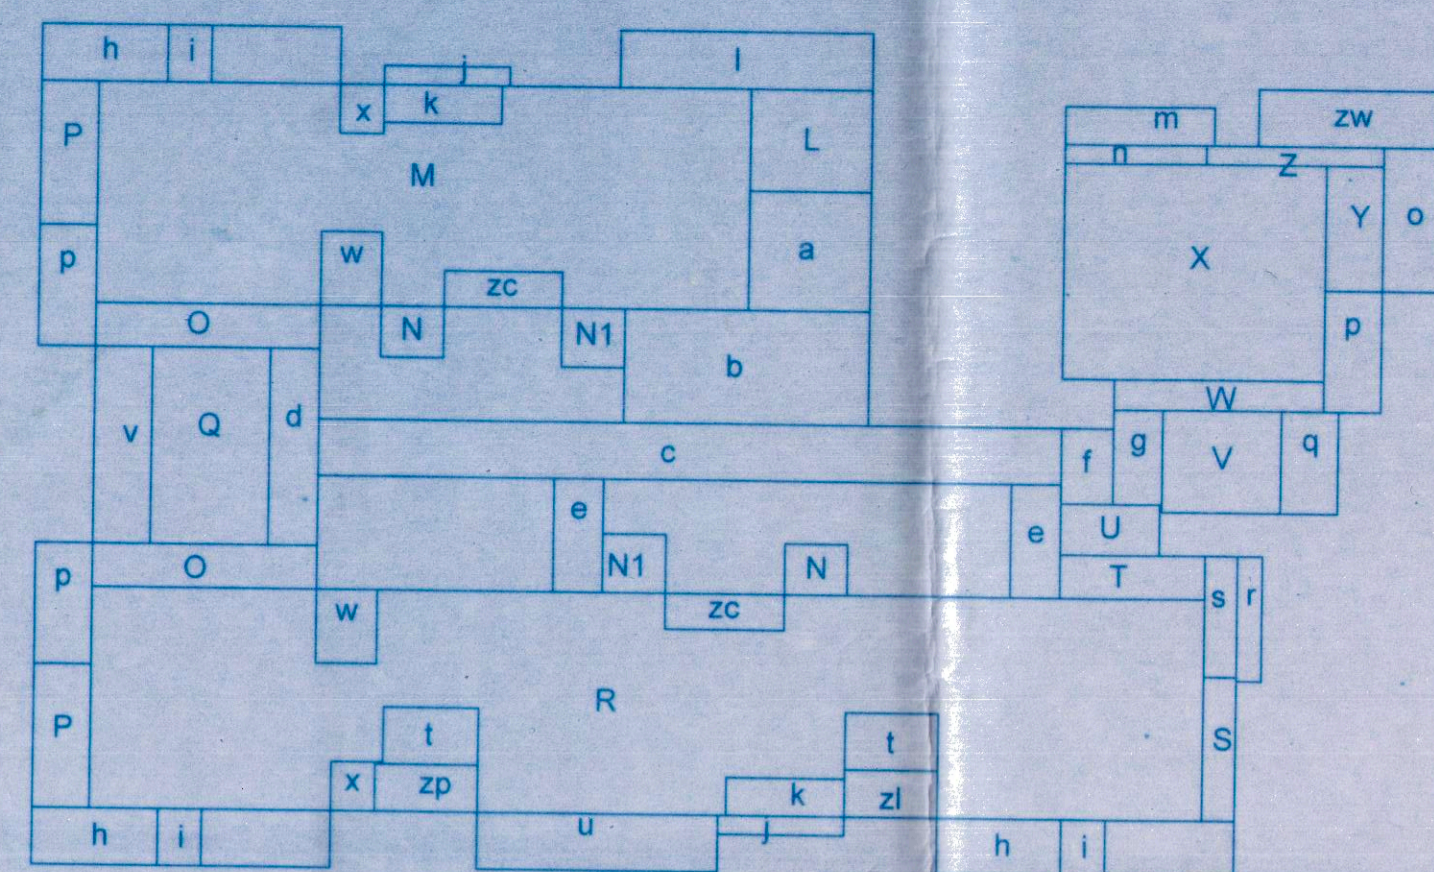 h i j l
x k
P L m zw
M n Z
p w zc a X Y o
O N N1 b p
v Q d c f g W V q
e e U
p O N1 N T
w zc s r
P R S
t t
x zp k zl
h i u j h i